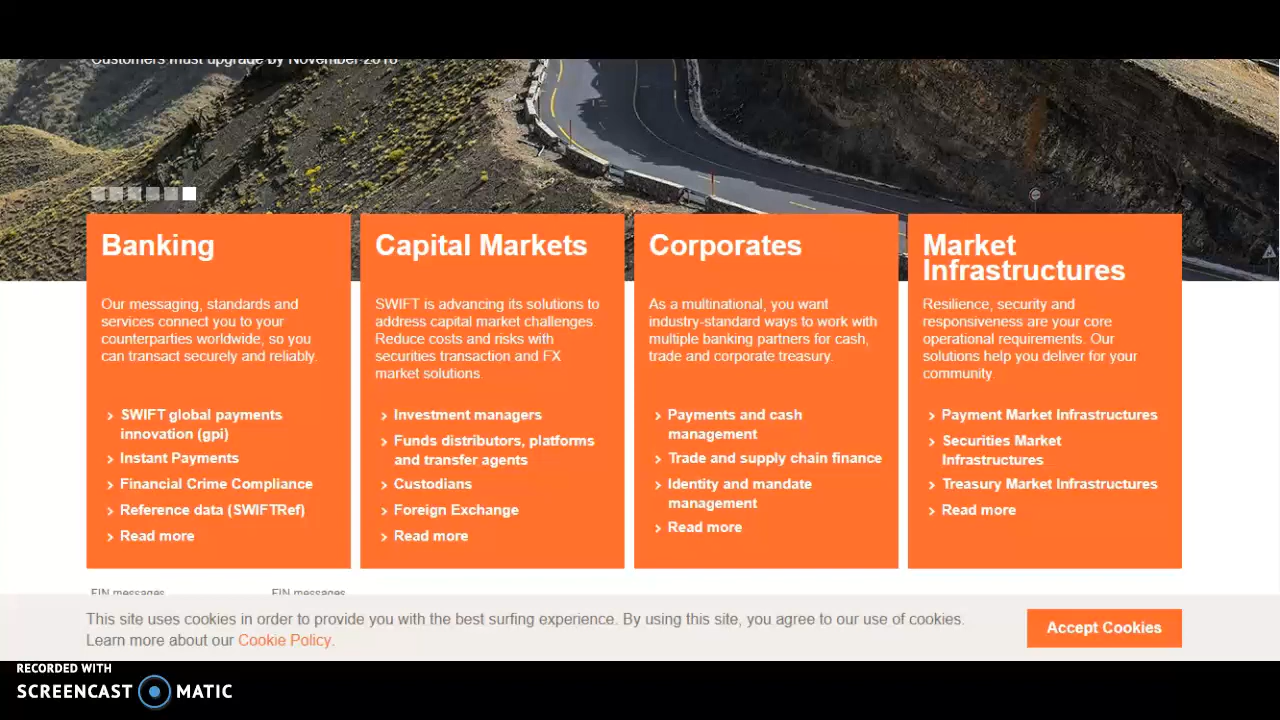 Customers must upgrade by November 2018
Banking
Our messaging, standards and
services connect you to your
counterparties worldwide, so you
can transact securely and reliably.
SWIFT global payments
innovation (gpi)
Instant Payments
Financial Crime Compliance
Reference data (SWIFTRef)
Read more
Capital Markets
SWIFT is advancing its solutions to
address capital market challenges.
Reduce costs and risks with
securities transaction and FX
market solutions.
Investment managers
Funds distributors, platforms
and transfer agents
Custodians
Foreign Exchange
Read more
Corporates
As a multinational, you want
industry-standard ways to work with
multiple banking partners for cash,
trade and corporate treasury.
Payments and cash
management
Trade and supply chain finance
Identity and mandate
management
Read more
Market
Infrastructures
Resilience, security and
responsiveness are your core
operational requirements. Our
solutions help you deliver for your
community
Payment Market Infrastructures
Securities Market
Infrastructures
Treasury Market Infrastructures
Read more
FIN messages
FIN messages
This site uses cookies in order to provide you with the best surfing experience. By using this site, you agree to our use of cookies.
Learn more about our Cookie Policy.
Accept Cookies
RECORDED WITH
SCREENCAST MATIC